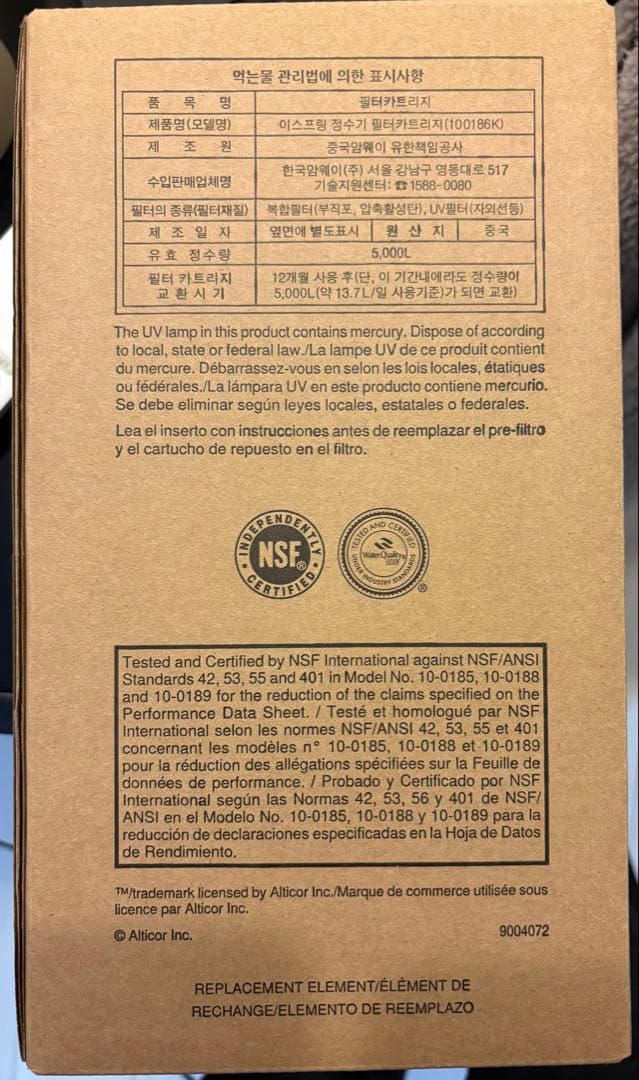 먹는물 관리법에 의한 표시사항
품 목 명 필터카트리지
제품명(모델명) 이스프링 정수기 필터카트리지(100186K)
제 조 원 중국암웨이 유한책임공사
수입판매업체명 한국암웨이(주) 서울 강남구 영동대로 517
기술지원센터: ☎1588-0080
필터의 종류(필터재질) 복합필터(부직포, 압축활성탄), UV필터(자외선등)
제 조 일 자 옆면에 별도표시 원 산 지 중국
유효 정수량 5,000L
필터 카트리지 12개월 사용 후(단, 이 기간내에라도 정수량이
교 환 시 기 5,000L(약 13.7L/일 사용기준)가 되면 교환)
The UV lamp in this product contains mercury. Dispose of according
to local, state or federal law./La lampe UV de ce produit contient
du mercure. Débarrassez-vous en selon les lois locales, étatiques
ou fédérales./La lámpara UV en este producto contiene mercurio.
Se debe eliminar según leyes locales, estatales o federales.
Lea el inserto con instrucciones antes de reemplazar el pre-filtro
y el cartucho de repuesto en el filtro.
INDEPENDENTLY
NSF®
CERTIFIED
TESTED AND CERTIFIED
WaterQuality
UNDER INDUSTRY STANDARDS
®
Tested and Certified by NSF International against NSF/ANSI
Standards 42, 53, 55 and 401 in Model No. 10-0185, 10-0188
and 10-0189 for the reduction of the claims specified on the
Performance Data Sheet. / Testé et homologué par NSF
International selon les normes NSF/ANSI 42, 53, 55 et 401
concernant les modèles n° 10-0185, 10-0188 et 10-0189
pour la réduction des allégations spécifiées sur la Feuille de
données de performance. / Probado y Certificado por NSF
International según las Normas 42, 53, 56 y 401 de NSF/
ANSI en el Modelo No. 10-0185, 10-0188 y 10-0189 para la
reducción de declaraciones especificadas en la Hoja de Datos
de Rendimiento.
™/trademark licensed by Alticor Inc./Marque de commerce utilisée sous
licence par Alticor Inc.
© Alticor Inc. 9004072
REPLACEMENT ELEMENT/ÉLÉMENT DE
RECHANGE/ELEMENTO DE REEMPLAZO